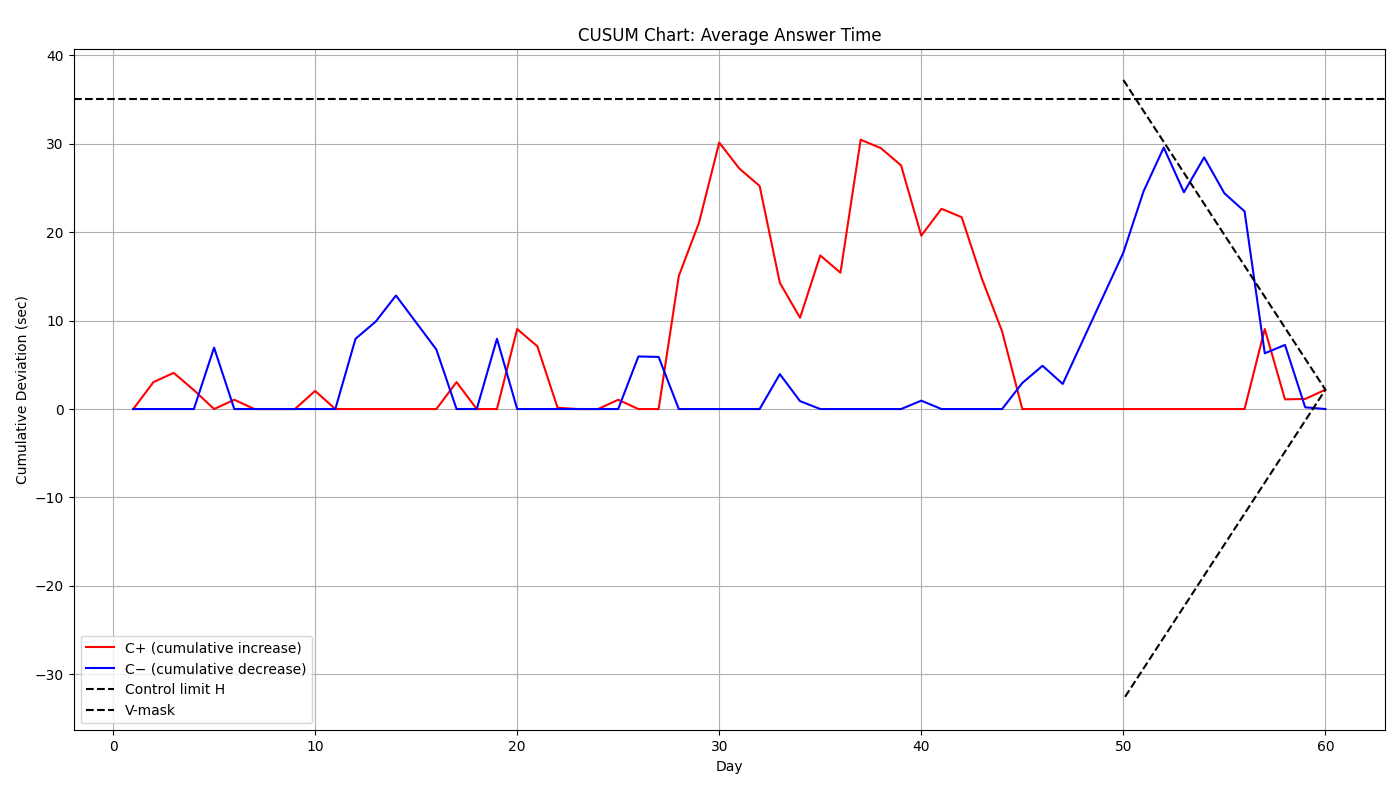 CUSUM Chart: Average Answer Time
Cumulative Deviation (sec)
40
30
20
10
0
−10
−20
−30
C+ (cumulative increase)
C− (cumulative decrease)
Control limit H
V-mask
0 10 20 30 40 50 60
Day